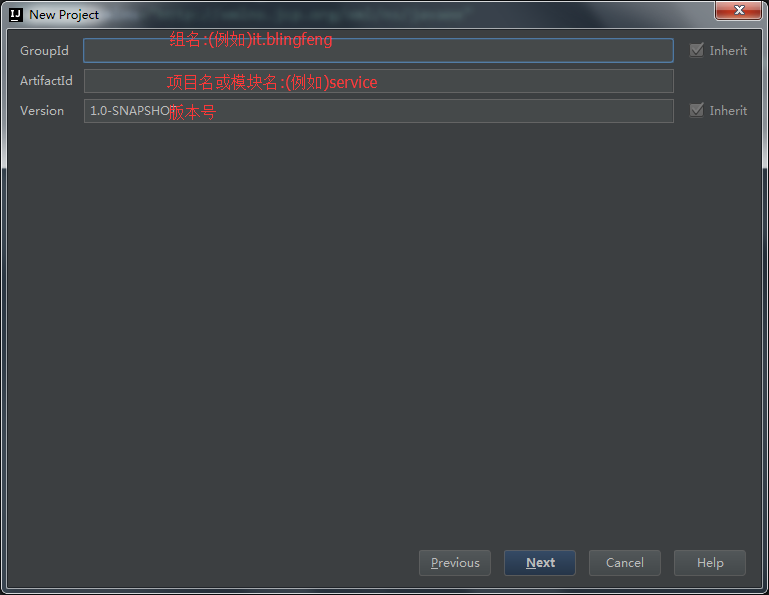 New Project
GroupId 组名:(例如)it.blingfeng Inherit
ArtifactId 项目名或模块名:(例如)service
Version 1.0-SNAPSHOT 版本号 Inherit
Previous Next Cancel Help